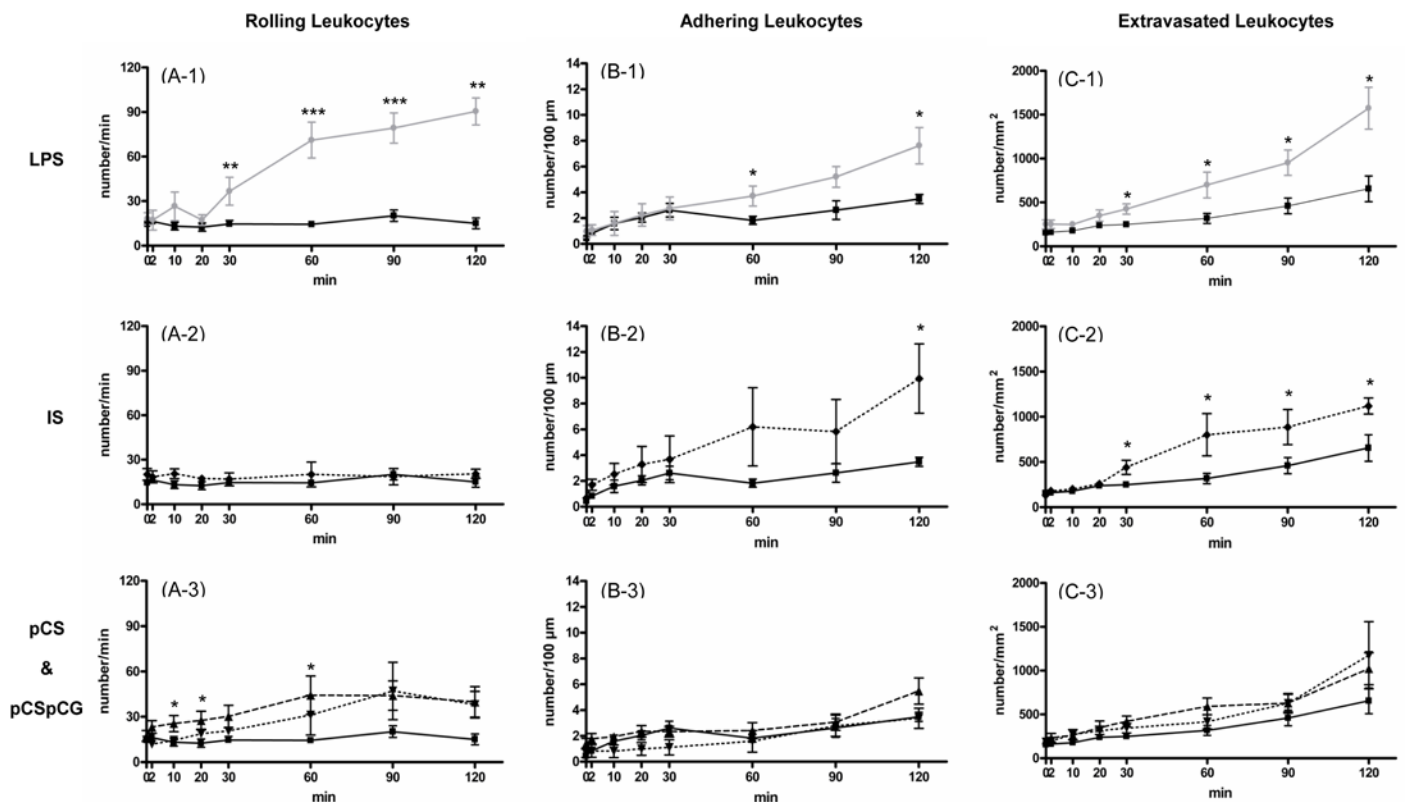 Rolling Leukocytes
Adhering Leukocytes
Extravasated Leukocytes
LPS
(A-1)
number/min
120
90
60
30
0
** *** *** **
0 2 10 20 30 60 90 120
min
(B-1)
number/100 µm
14
12
10
8
6
4
2
0
* *
0 2 10 20 30 60 90 120
min
(C-1)
number/mm²
2000
1500
1000
500
0
* * * *
0 2 10 20 30 60 90 120
min
IS
(A-2)
number/min
120
90
60
30
0
0 2 10 20 30 60 90 120
min
(B-2)
number/100 µm
14
12
10
8
6
4
2
0
*
0 2 10 20 30 60 90 120
min
(C-2)
number/mm²
2000
1500
1000
500
0
* * * *
0 2 10 20 30 60 90 120
min
pCS
&
pCSpCG
(A-3)
number/min
120
90
60
30
0
* * *
0 2 10 20 30 60 90 120
min
(B-3)
number/100 µm
14
12
10
8
6
4
2
0
0 2 10 20 30 60 90 120
min
(C-3)
number/mm²
2000
1500
1000
500
0
0 2 10 20 30 60 90 120
min